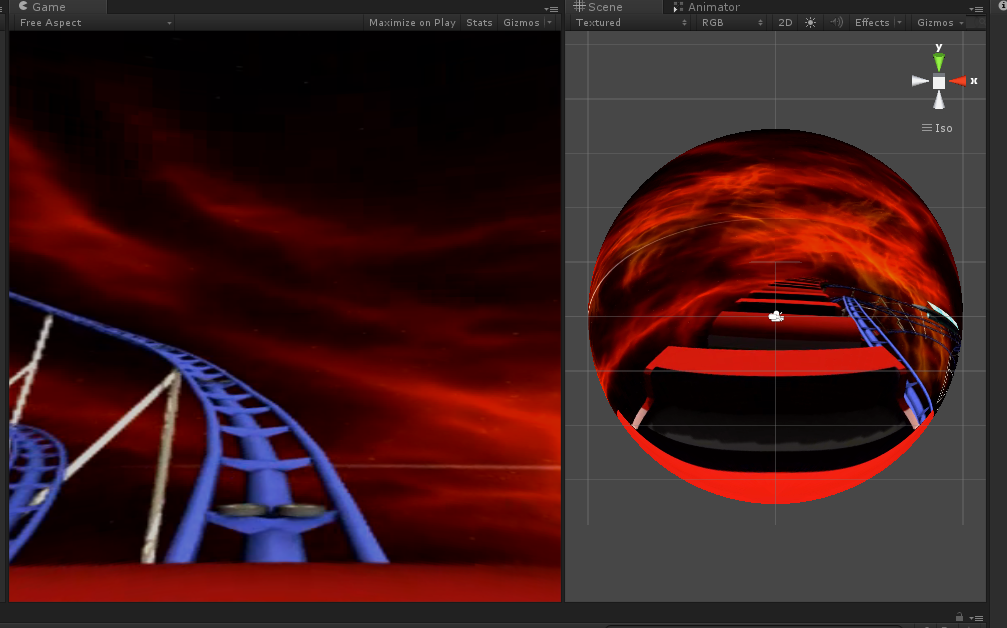 Game
Free Aspect
Maximize on Play
Stats
Gizmos
Scene
Animator
Textured
RGB
2D
Effects
Gizmos
y
x
Iso